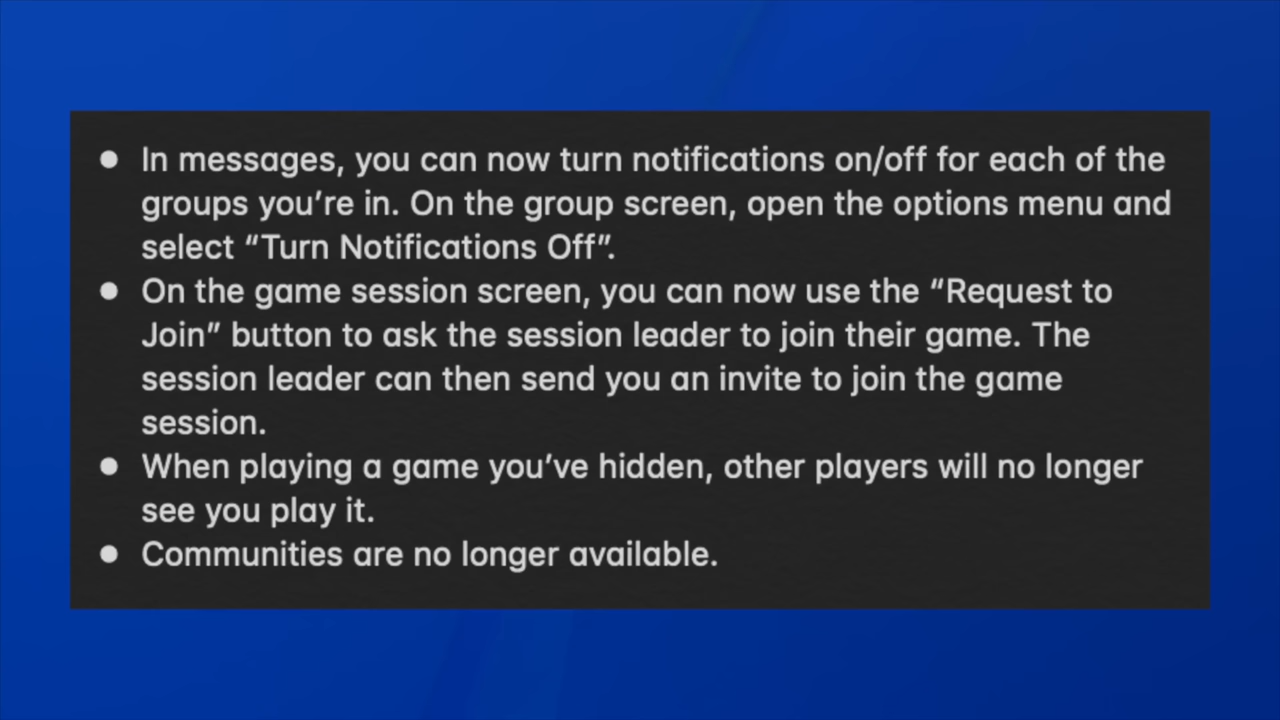 ● In messages, you can now turn notifications on/off for each of the
groups you’re in. On the group screen, open the options menu and
select “Turn Notifications Off”.
● On the game session screen, you can now use the “Request to
Join” button to ask the session leader to join their game. The
session leader can then send you an invite to join the game
session.
● When playing a game you’ve hidden, other players will no longer
see you play it.
● Communities are no longer available.